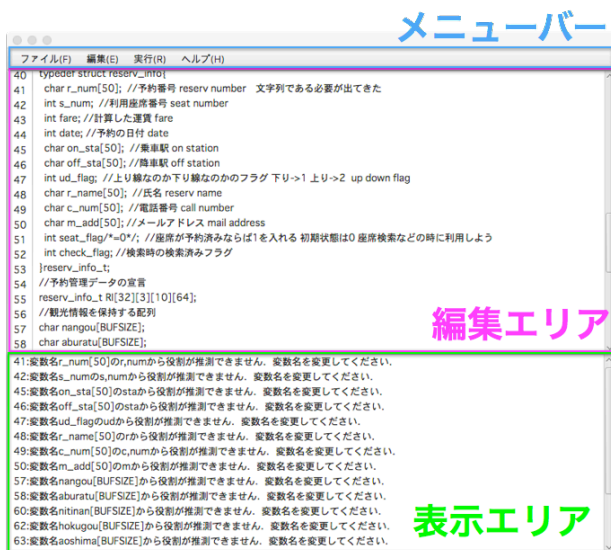 メニューバー
ファイル(F) 編集(E) 実行(R) ヘルプ(H)
40 typedef struct reserv_info{
41 char r_num[50]; //予約番号 reserv number 文字列である必要が出てきた
42 int s_num; //利用座席番号 seat number
43 int fare; //計算した運賃 fare
44 int date; //予約の日付 date
45 char on_sta[50]; //乗車駅 on station
46 char off_sta[50]; //降車駅 off station
47 int ud_flag; //上り線なのか下り線なのかのフラグ 下り->1 上り->2 up down flag
48 char r_name[50]; //氏名 reserv name
49 char c_num[50]; //電話番号 call number
50 char m_add[50]; //メールアドレス mail address
51 int seat_flag/*=0*/; //座席が予約済みならば1を入れる 初期状態は0 座席検索などの時に利用しよう
52 int check_flag; //検索時の検索済みフラグ
53 }reserv_info_t;
54 //予約管理データの宣言
55 reserv_info_t RI[32][3][10][64];
56 //観光情報を保持する配列
57 char nangou[BUFSIZE];
58 char aburatu[BUFSIZE];
編集エリア
41:変数名r_num[50]のr,numから役割が推測できません．変数名を変更してください．
42:変数名s_numのs,numから役割が推測できません．変数名を変更してください．
45:変数名on_sta[50]のstaから役割が推測できません．変数名を変更してください．
46:変数名off_sta[50]のstaから役割が推測できません．変数名を変更してください．
47:変数名ud_flagのudから役割が推測できません．変数名を変更してください．
48:変数名r_name[50]のrから役割が推測できません．変数名を変更してください．
49:変数名c_num[50]のc,numから役割が推測できません．変数名を変更してください．
50:変数名m_add[50]のmから役割が推測できません．変数名を変更してください．
57:変数名nangou[BUFSIZE]から役割が推測できません．変数名を変更してください．
58:変数名aburatu[BUFSIZE]から役割が推測できません．変数名を変更してください．
60:変数名nitinan[BUFSIZE]から役割が推測できません．変数名を変更してください．
62:変数名hokugou[BUFSIZE]から役割が推測できません．変数名を変更してください．
63:変数名aoshima[BUFSIZE]から役割が推測できません．変数名を変更してください．
表示エリア